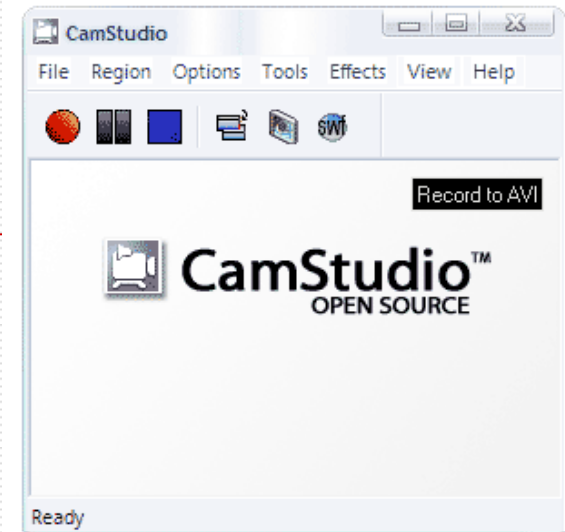 CamStudio
File Region Options Tools Effects View Help
SWf
Record to AVI
CamStudio™
OPEN SOURCE
Ready